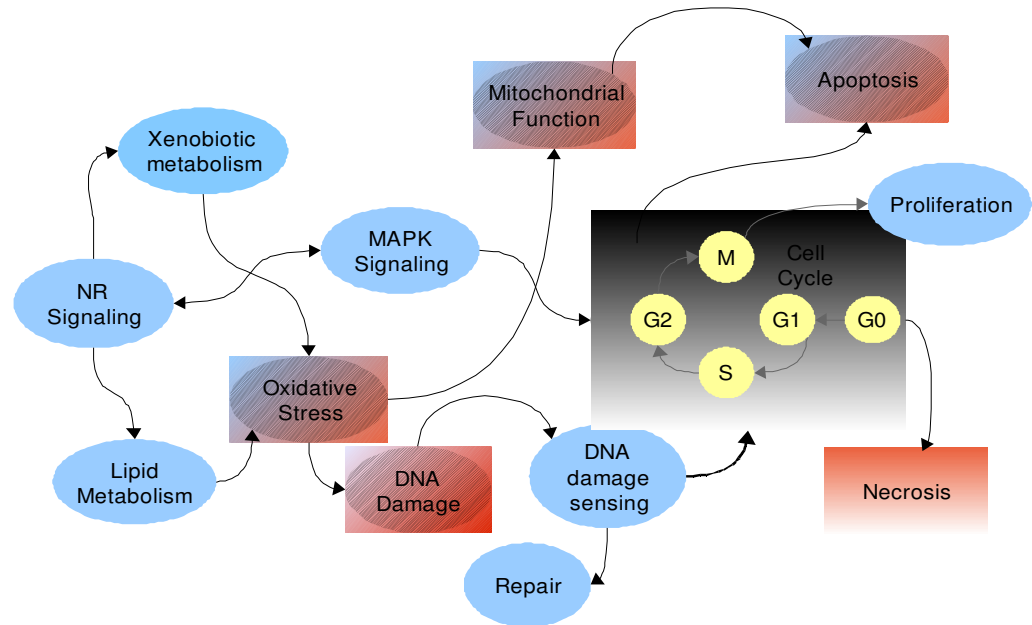 Mitochondrial
Function
Apoptosis
Xenobiotic
metabolism
Proliferation
MAPK
Signaling
M
Cell
Cycle
NR
Signaling
G2
G1
G0
S
Oxidative
Stress
Lipid
Metabolism
DNA
Damage
DNA
damage
sensing
Necrosis
Repair